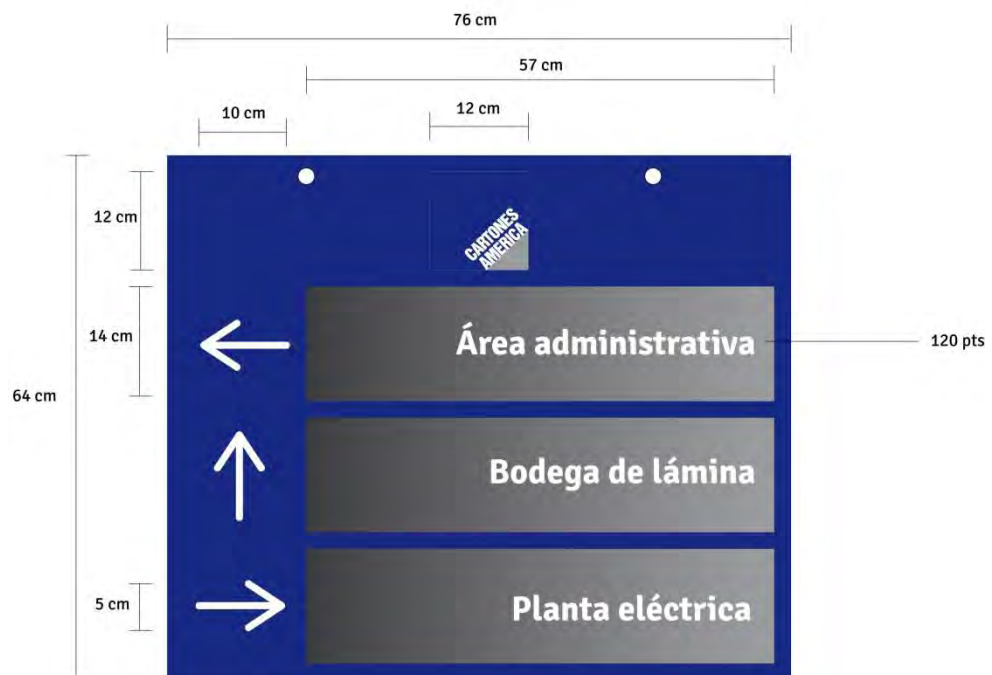 76 cm
57 cm
10 cm
12 cm
12 cm
CARTONES
AMERICA
14 cm
Área administrativa
120 pts
64 cm
Bodega de lámina
5 cm
Planta eléctrica